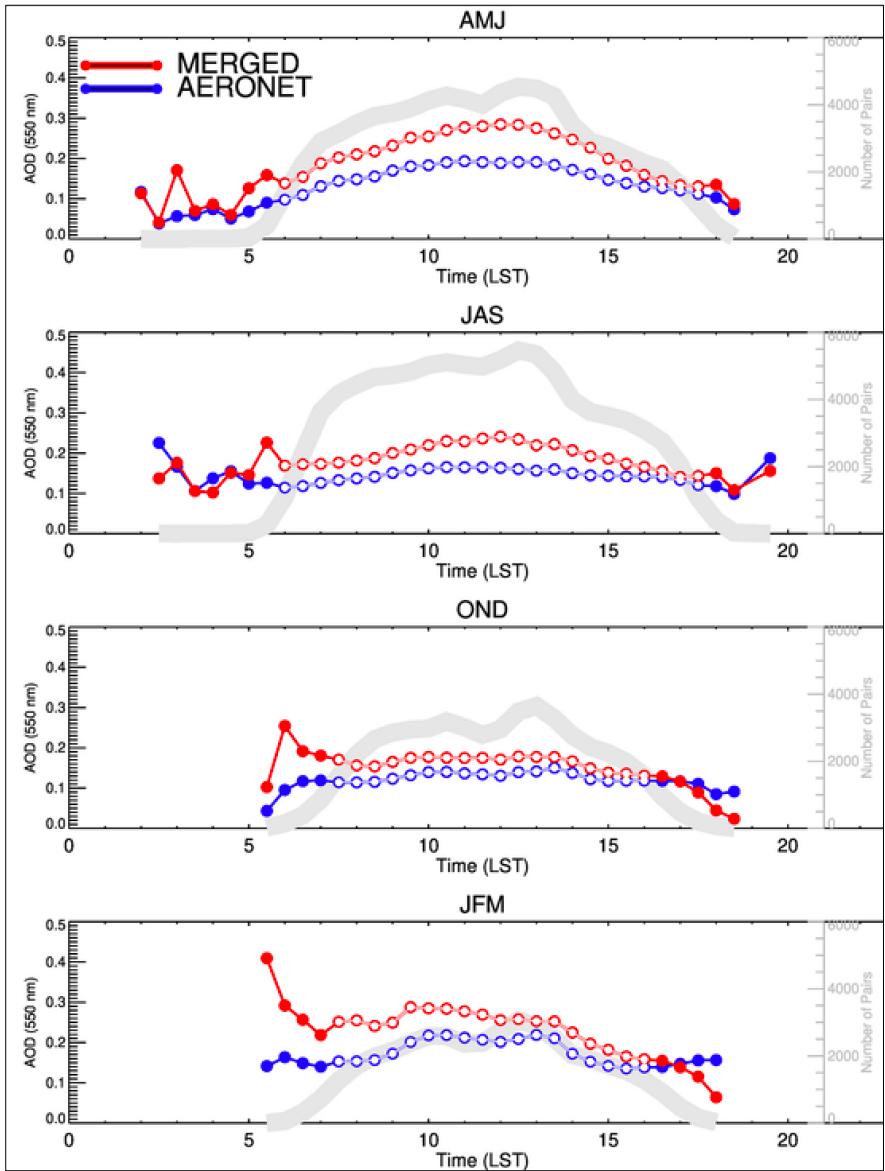 AMJ
0.5
0.4
0.3
0.2
0.1
0.0
AOD (550 nm)
MERGED
AERONET
6000
4000
2000
0
Number of Pairs
0 5 10 15 20
Time (LST)
JAS
0.5
0.4
0.3
0.2
0.1
0.0
AOD (550 nm)
6000
4000
2000
0
Number of Pairs
0 5 10 15 20
Time (LST)
OND
0.5
0.4
0.3
0.2
0.1
0.0
AOD (550 nm)
6000
4000
2000
0
Number of Pairs
0 5 10 15 20
Time (LST)
JFM
0.5
0.4
0.3
0.2
0.1
0.0
AOD (550 nm)
6000
4000
2000
0
Number of Pairs
0 5 10 15 20
Time (LST)